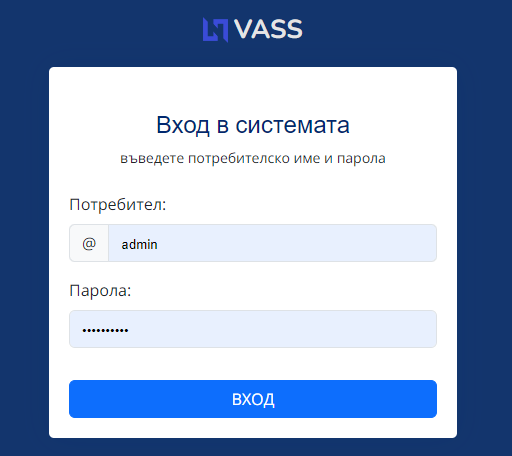 VASS
Вход в системата
въведете потребителско име и парола
Потребител:
@ admin
Парола:
••••••••••
ВХОД